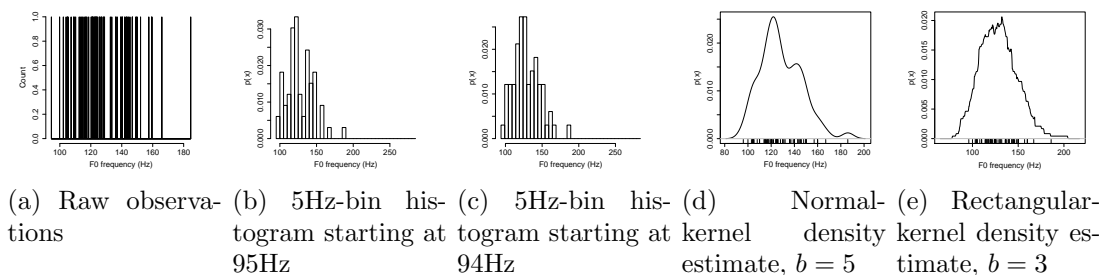 Count
0.0 0.2 0.4 0.6 0.8 1.0
100 120 140 160 180
F0 frequency (Hz)
p(x)
0.000 0.010 0.020 0.030
100 150 200 250
F0 frequency (Hz)
p(x)
0.000 0.010 0.020
100 150 200 250
F0 frequency (Hz)
p(x)
0.000 0.010 0.020
80 100 120 140 160 180 200
F0 frequency (Hz)
p(x)
0.000 0.005 0.010 0.015 0.020
100 150 200
F0 frequency (Hz)
(a) Raw observa-
tions
(b) 5Hz-bin his-
togram starting at
95Hz
(c) 5Hz-bin his-
togram starting at
94Hz
(d) Normal-
kernel density
estimate, b = 5
(e) Rectangular-
kernel density es-
timate, b = 3